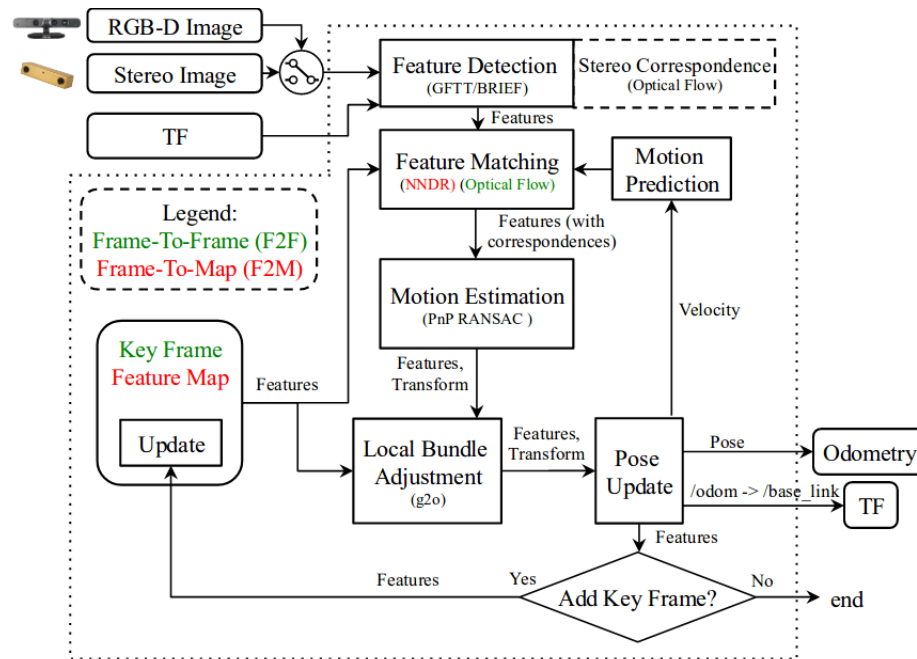 RGB-D Image
Stereo Image
TF
Feature Detection
(GFTT/BRIEF)
Stereo Correspondence
(Optical Flow)
Features
Feature Matching
(NNDR) (Optical Flow)
Motion
Prediction
Legend:
Frame-To-Frame (F2F)
Frame-To-Map (F2M)
Features (with
correspondences)
Motion Estimation
(PnP RANSAC )
Velocity
Key Frame
Feature Map
Update
Features
Features,
Transform
Local Bundle
Adjustment
(g2o)
Features,
Transform
Pose
Update
Pose
Odometry
/odom -> /base_link
TF
Features
Add Key Frame?
Yes
Features
No
end